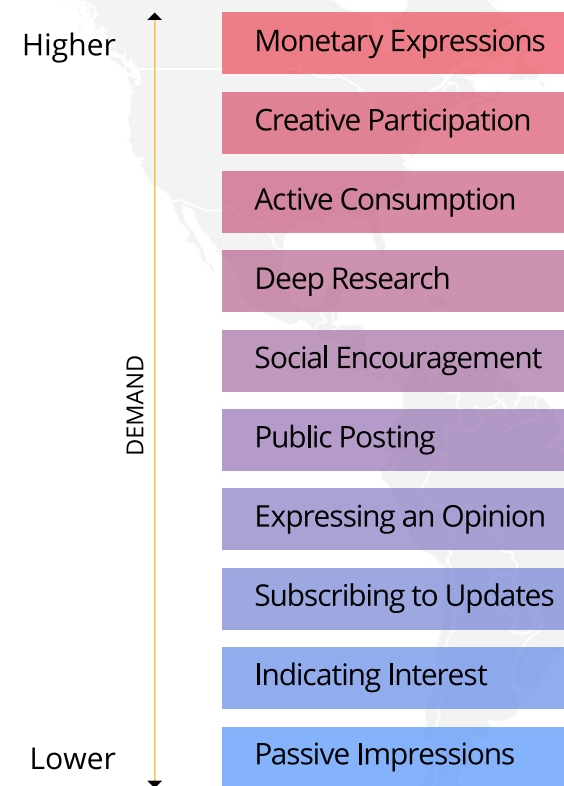 Higher
Monetary Expressions
Creative Participation
Active Consumption
Deep Research
Social Encouragement
DEMAND
Public Posting
Expressing an Opinion
Subscribing to Updates
Indicating Interest
Lower
Passive Impressions